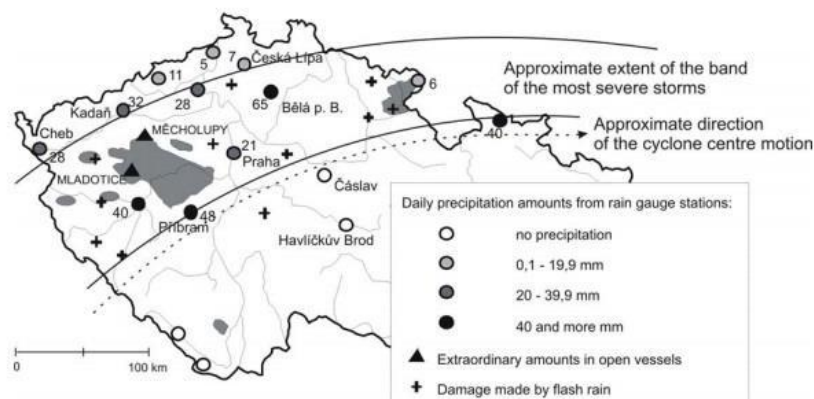 5
7
Česká Lípa
11
6
Approximate extent of the band
of the most severe storms
32
28
65
Kadaň
Bělá p. B.
Cheb
MĚCHOLUPY
40
Approximate direction
of the cyclone centre motion
28
21
Praha
MLADOTICE
Čáslav
40
48
Příbram
Havlíčkův Brod
Daily precipitation amounts from rain gauge stations:
no precipitation
0,1 - 19,9 mm
20 - 39,9 mm
40 and more mm
Extraordinary amounts in open vessels
Damage made by flash rain
0
100 km